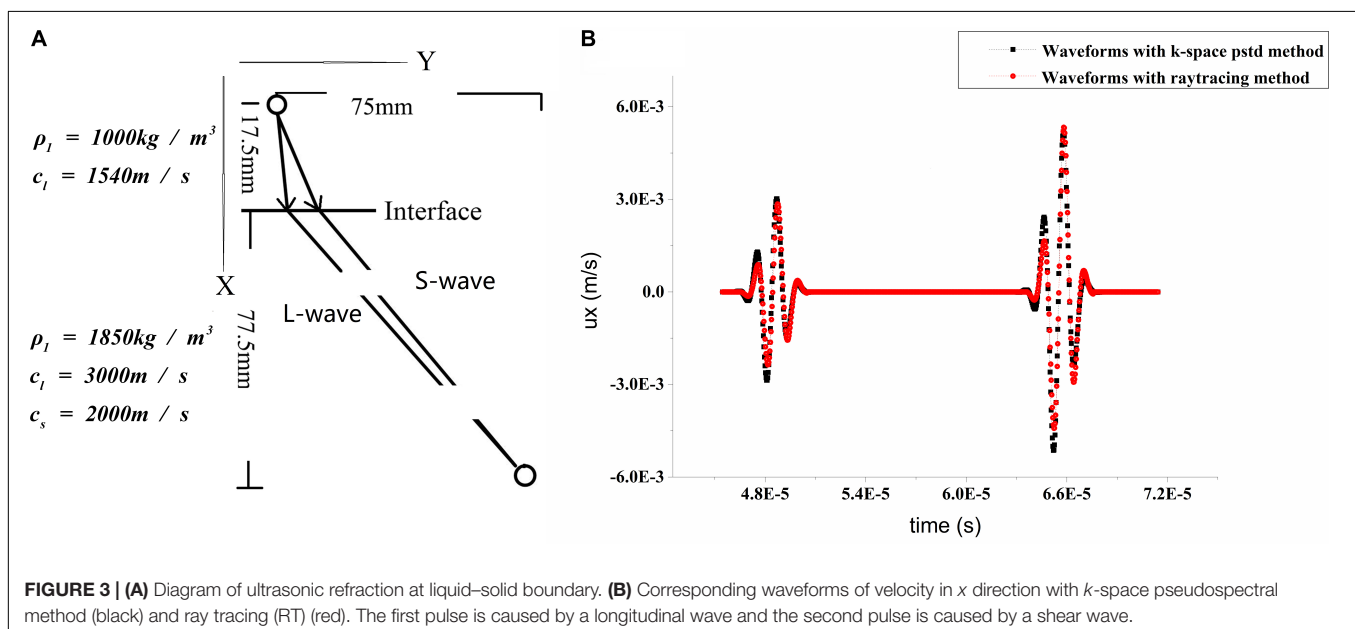 A
Y
75mm
17.5mm
ρ1 = 1000kg / m³
cl = 1540m / s
Interface
X
77.5mm
S-wave
L-wave
ρ1 = 1850kg / m³
cl = 3000m / s
cs = 2000m / s
B
Waveforms with k-space pstd method
Waveforms with raytracing method
6.0E-3
3.0E-3
0.0
-3.0E-3
-6.0E-3
ux (m/s)
4.8E-5 5.4E-5 6.0E-5 6.6E-5 7.2E-5
time (s)
FIGURE 3 | (A) Diagram of ultrasonic refraction at liquid–solid boundary. (B) Corresponding waveforms of velocity in x direction with k-space pseudospectral
method (black) and ray tracing (RT) (red). The first pulse is caused by a longitudinal wave and the second pulse is caused by a shear wave.